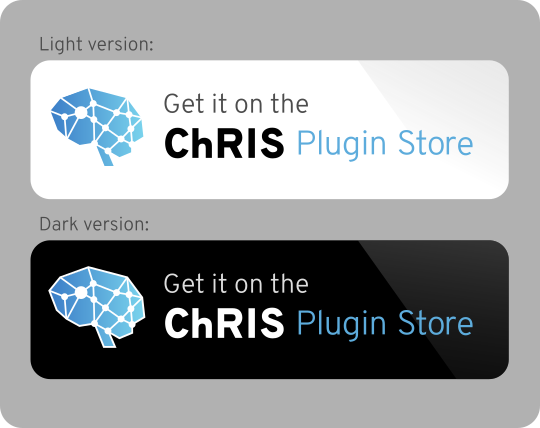 Light version:
Get it on the
ChRIS Plugin Store
Dark version:
Get it on the
ChRIS Plugin Store